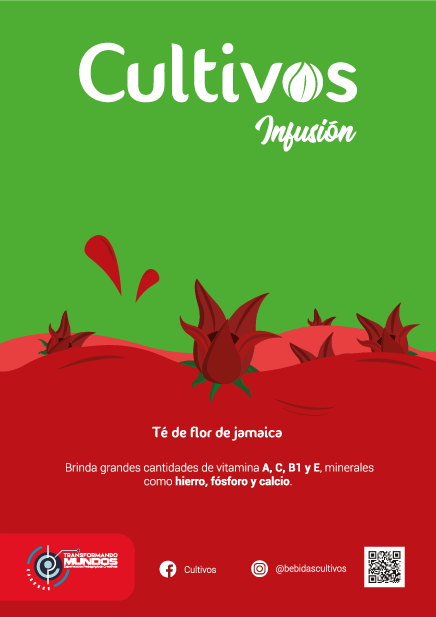 Cultivos
Infusión
Té de flor de jamaica
Brinda grandes cantidades de vitamina A, C, B1 y E, minerales
como hierro, fósforo y calcio.
TRANSFORMANDO
MUNDOS
Cultivos
@bebidascultivos